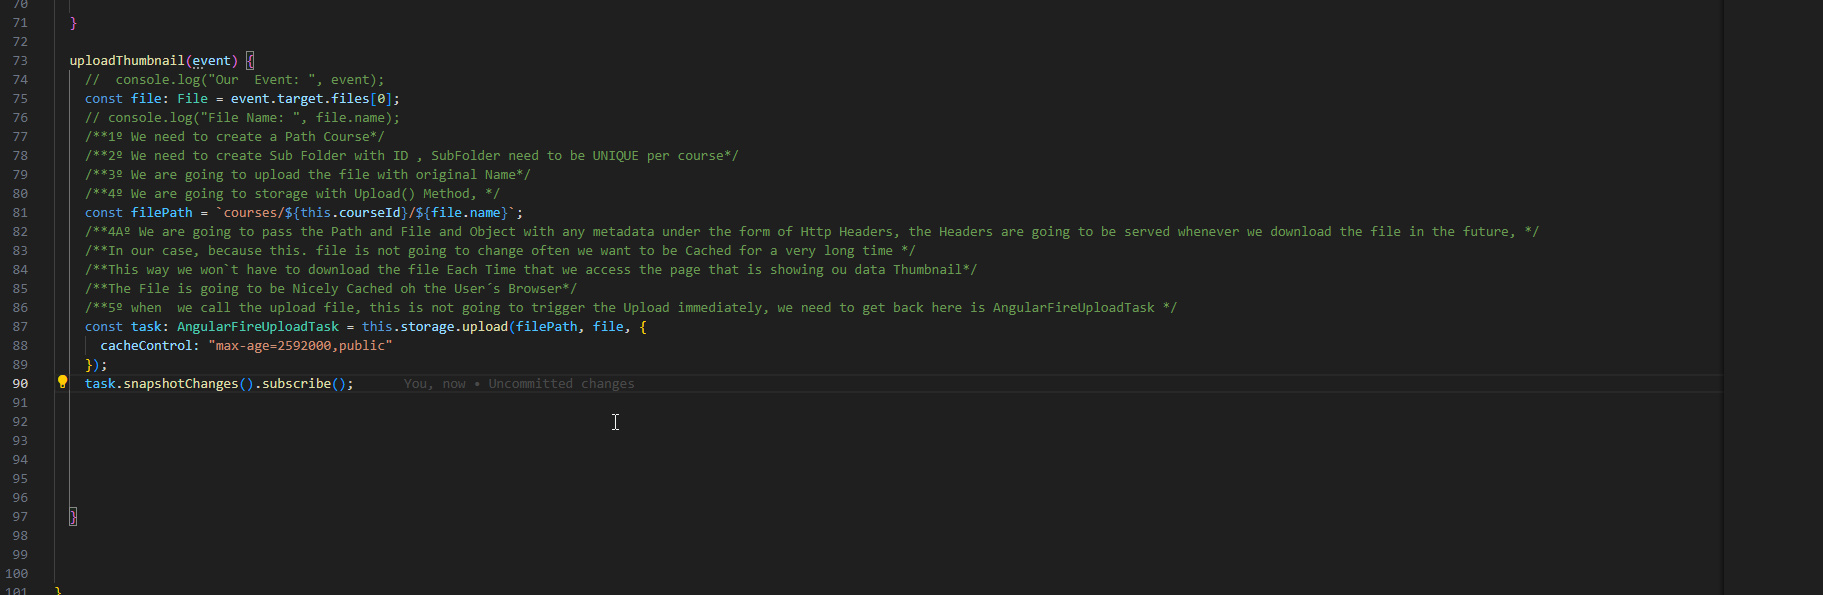 70
71 }
72
73 uploadThumbnail(event) {
74 //  console.log("Our  Event: ", event);
75 const file: File = event.target.files[0];
76 // console.log("File Name: ", file.name);
77 /**1º We need to create a Path Course*/
78 /**2º We need to create Sub Folder with ID , SubFolder need to be UNIQUE per course*/
79 /**3º We are going to upload the file with original Name*/
80 /**4º We are going to storage with Upload() Method, */
81 const filePath = `courses/${this.courseId}/${file.name}`;
82 /**4Aº We are going to pass the Path and File and Object with any metadata under the form of Http Headers, the Headers are going to be served whenever we download the file in the future, */
83 /**In our case, because this. file is not going to change often we want to be Cached for a very long time */
84 /**This way we won`t have to download the file Each Time that we access the page that is showing ou data Thumbnail*/
85 /**The File is going to be Nicely Cached oh the User´s Browser*/
86 /**5º when  we call the upload file, this is not going to trigger the Upload immediately, we need to get back here is AngularFireUploadTask */
87 const task: AngularFireUploadTask = this.storage.upload(filePath, file, {
88 cacheControl: "max-age=2592000,public"
89 });
90 task.snapshotChanges().subscribe(); You, now • Uncommitted changes
91
92
93
94
95
96
97 }
98
99
100
101 }